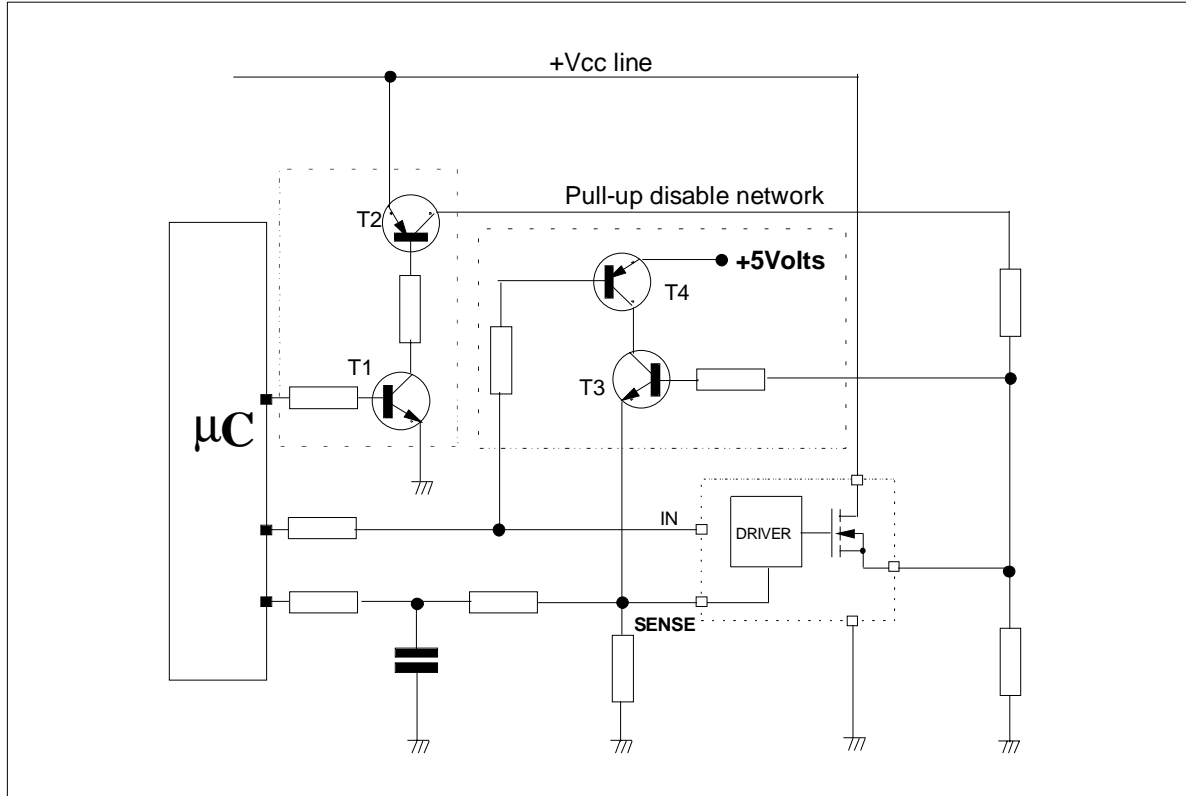 +Vcc line
Pull-up disable network
T2
+5Volts
T4
T1
T3
µC
IN
DRIVER
SENSE